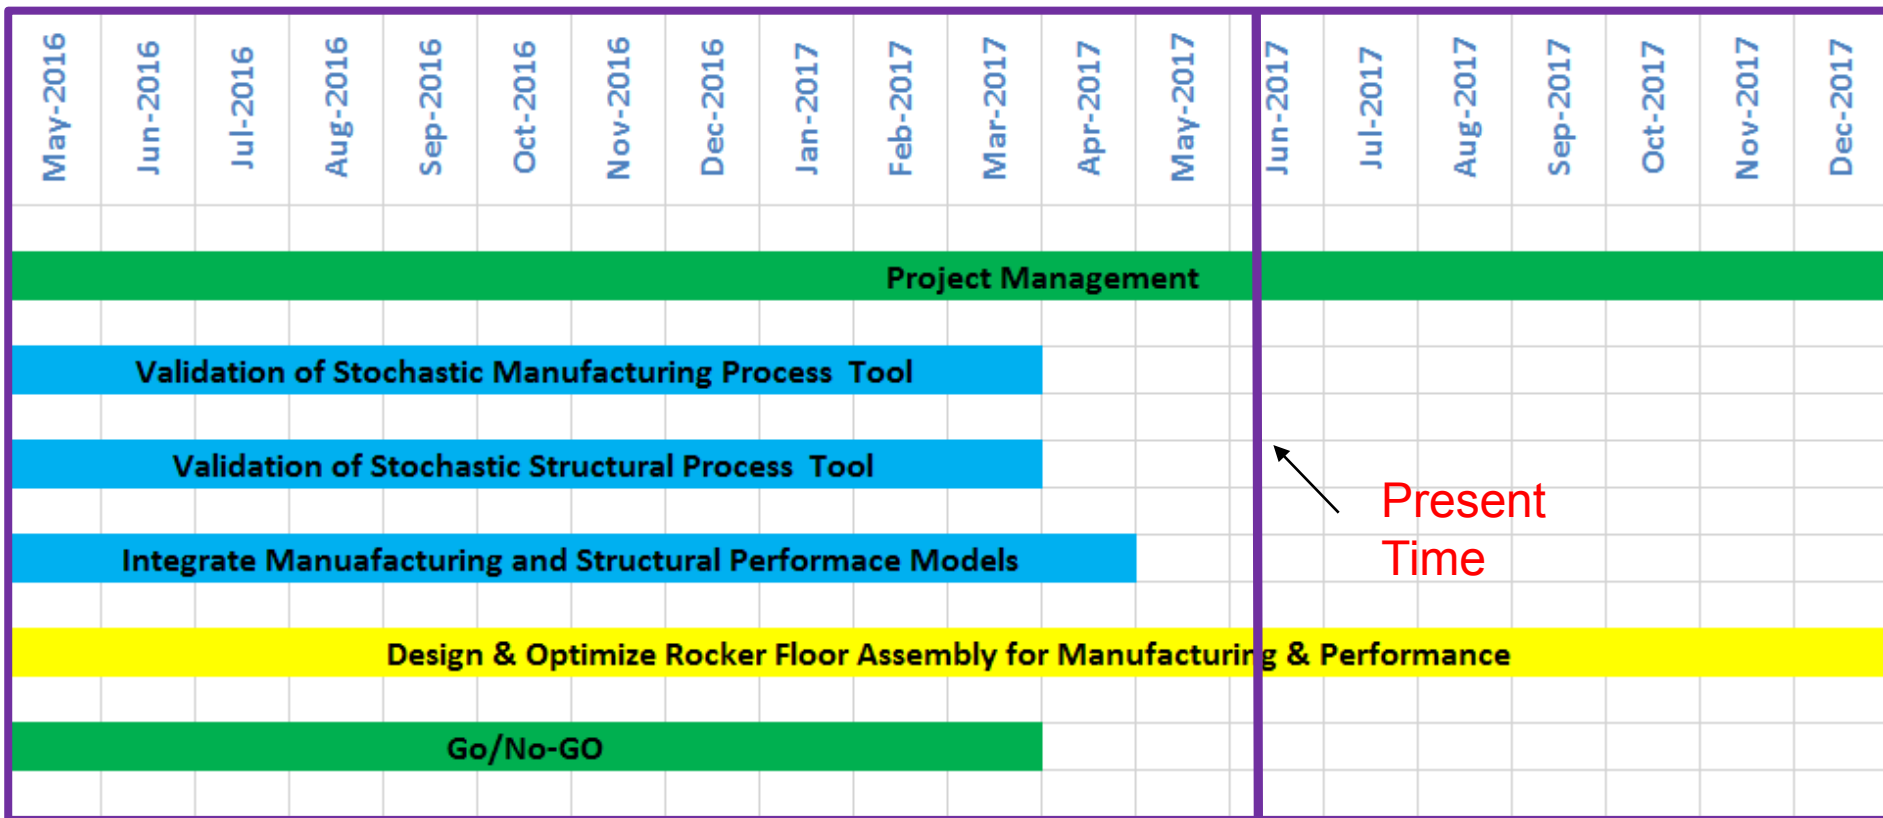 May-2016
Jun-2016
Jul-2016
Aug-2016
Sep-2016
Oct-2016
Nov-2016
Dec-2016
Jan-2017
Feb-2017
Mar-2017
Apr-2017
May-2017
Jun-2017
Jul-2017
Aug-2017
Sep-2017
Oct-2017
Nov-2017
Dec-2017
Project Management
Validation of Stochastic Manufacturing Process  Tool
Validation of Stochastic Structural Process  Tool
Present
Time
Integrate Manuafacturing and Structural Performace Models
Design & Optimize Rocker Floor Assembly for Manufacturing & Performance
Go/No-GO